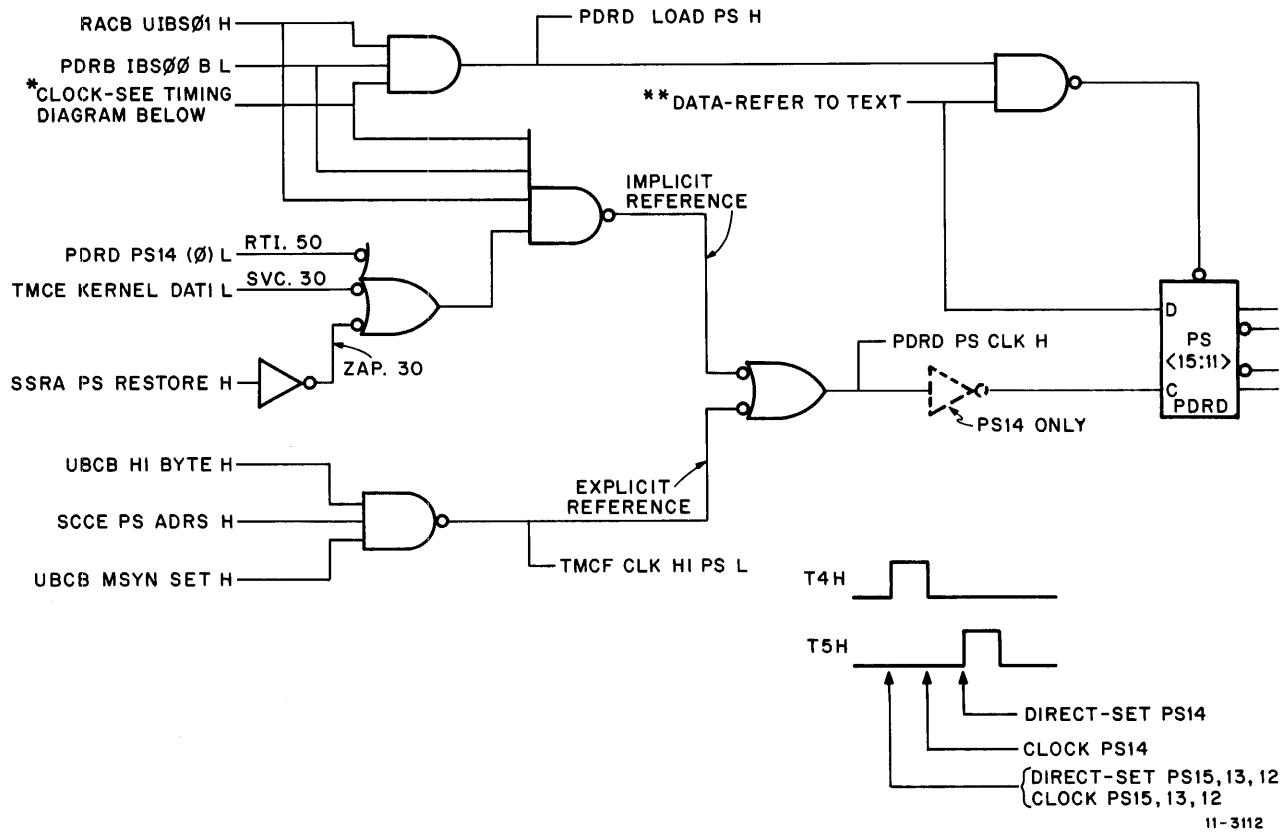 RACB UIBSØ1 H
PDRD LOAD PS H
PDRB IBSØØ B L
*CLOCK-SEE TIMING
DIAGRAM BELOW
**DATA-REFER TO TEXT
IMPLICIT
REFERENCE
PDRD PS14 (Ø) L
RTI. 50
TMCE KERNEL DATI L
SVC. 30
ZAP. 30
SSRA PS RESTORE H
D
PS
<15:11>
C
PDRD
PDRD PS CLK H
PS14 ONLY
UBCB HI BYTE H
SCCE PS ADRS H
UBCB MSYN SET H
EXPLICIT
REFERENCE
TMCF CLK HI PS L
T4H
T5H
DIRECT-SET PS14
CLOCK PS14
DIRECT-SET PS15,13,12
CLOCK PS15,13,12
11-3112